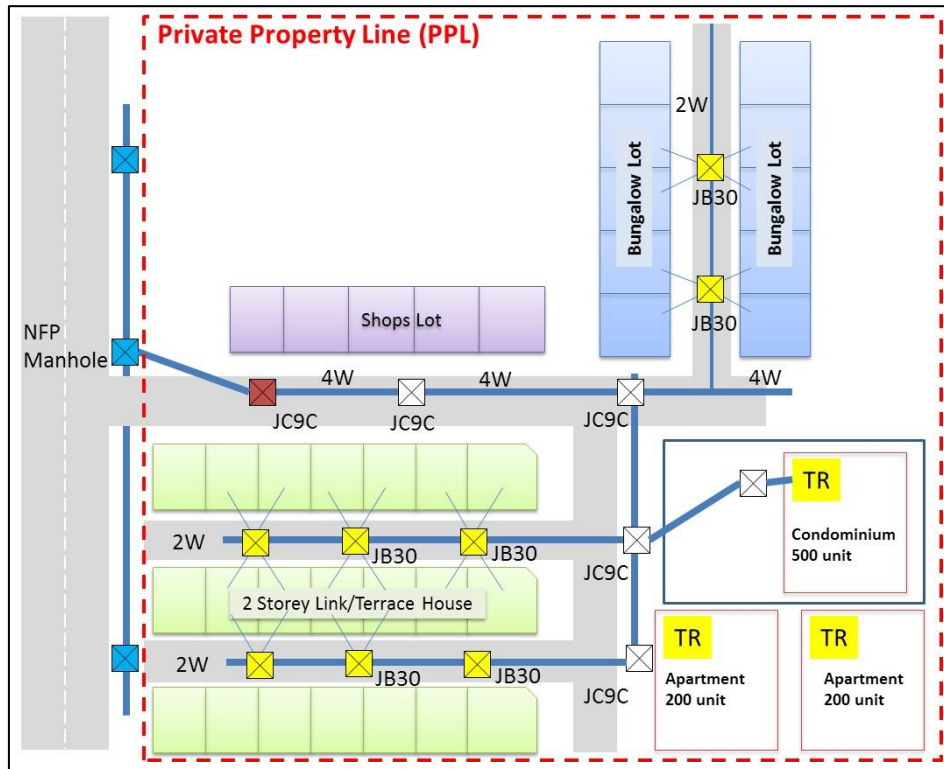 Private Property Line (PPL)
2W
Bungalow Lot
Bungalow Lot
JB30
JB30
Shops Lot
NFP
Manhole
4W
4W
4W
JC9C
JC9C
JC9C
TR
Condominium
500 unit
2W
JB30
JB30
JC9C
2 Storey Link/Terrace House
2W
JB30
JB30
JC9C
TR
Apartment
200 unit
TR
Apartment
200 unit